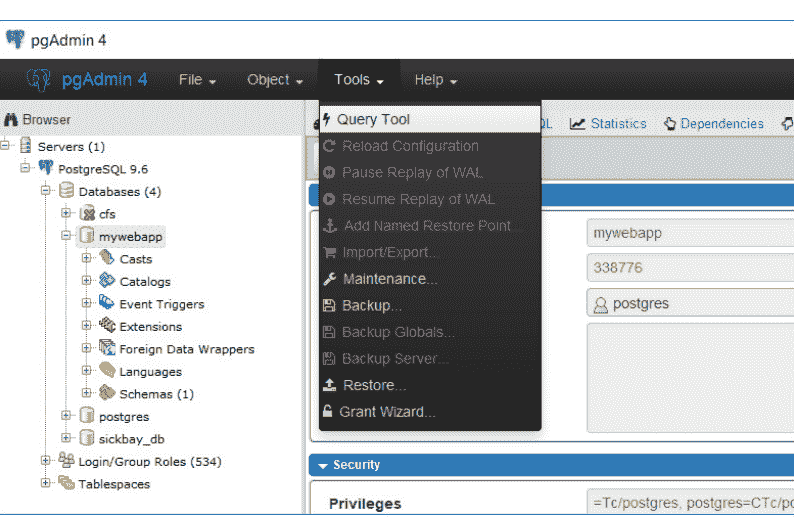 pgAdmin 4
pgAdmin 4 File Object Tools Help
Browser
Servers (1)
PostgreSQL 9.6
Databases (4)
cfs
mywebapp
Casts
Catalogs
Event Triggers
Extensions
Foreign Data Wrappers
Languages
Schemas (1)
postgres
sickbay_db
Login/Group Roles (534)
Tablespaces
Query Tool
Reload Configuration
Pause Replay of WAL
Resume Replay of WAL
Add Named Restore Point...
Import/Export...
Maintenance...
Backup...
Backup Globals...
Backup Server...
Restore...
Grant Wizard...
QL Statistics Dependencies
mywebapp
338776
postgres
Security
Privileges
=Tc/postgres, postgres=CTc/po